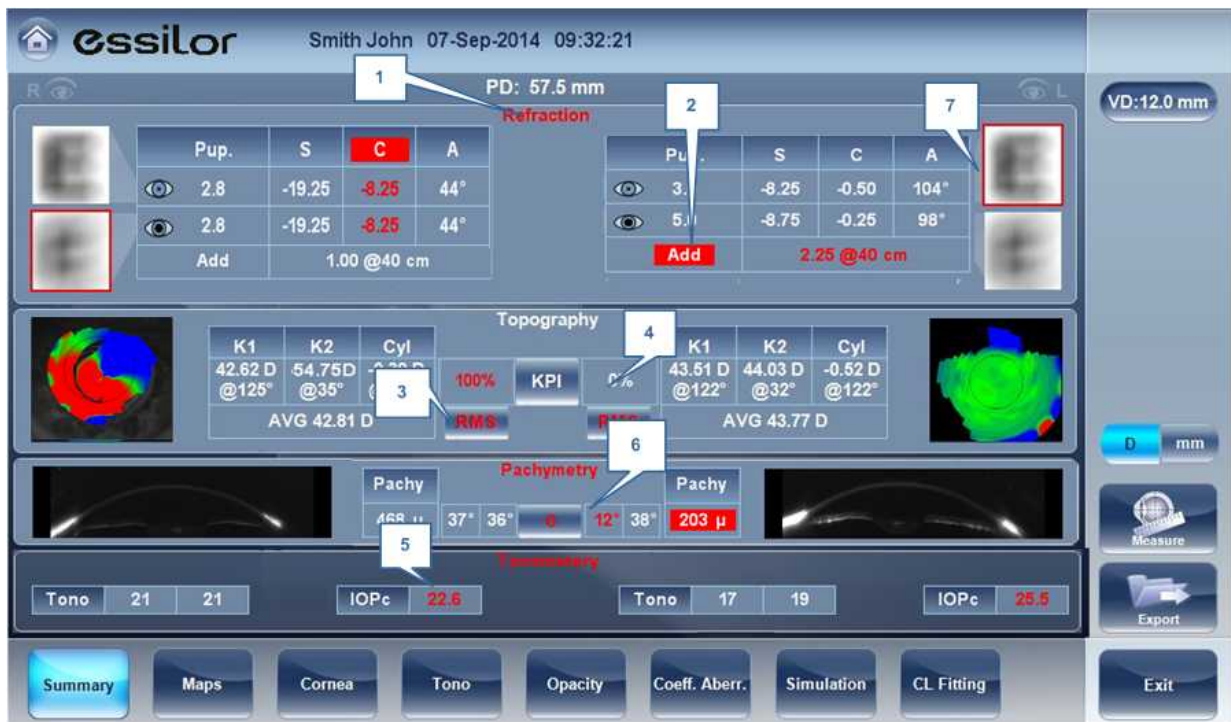 essilor Smith John 07-Sep-2014 09:32:21
R PD: 57.5 mm L VD:12.0 mm
1 2 7
Refraction
Pup. S C A
2.8 -19.25 -8.25 44°
2.8 -19.25 -8.25 44°
Add 1.00 @40 cm
S C A
-8.25 -0.50 104°
-8.75 -0.25 98°
Add 2.25 @40 cm
Topography
K1 K2 Cyl
42.62 D 54.75D
@125° @35°
AVG 42.81 D
3 4
100% KPI
RMS
K1 K2 Cyl
43.51 D 44.03 D -0.52 D
@122° @32° @122°
AVG 43.77 D
D mm
6
Pachymetry
Pachy Pachy
468 µ 37° 36° 12° 38° 203 µ
5
Tonometery
Tono 21 21 IOPc 22.6 Tono 17 19 IOPc 25.5
Measure
Export
Summary Maps Cornea Tono Opacity Coeff. Aberr. Simulation CL Fitting Exit